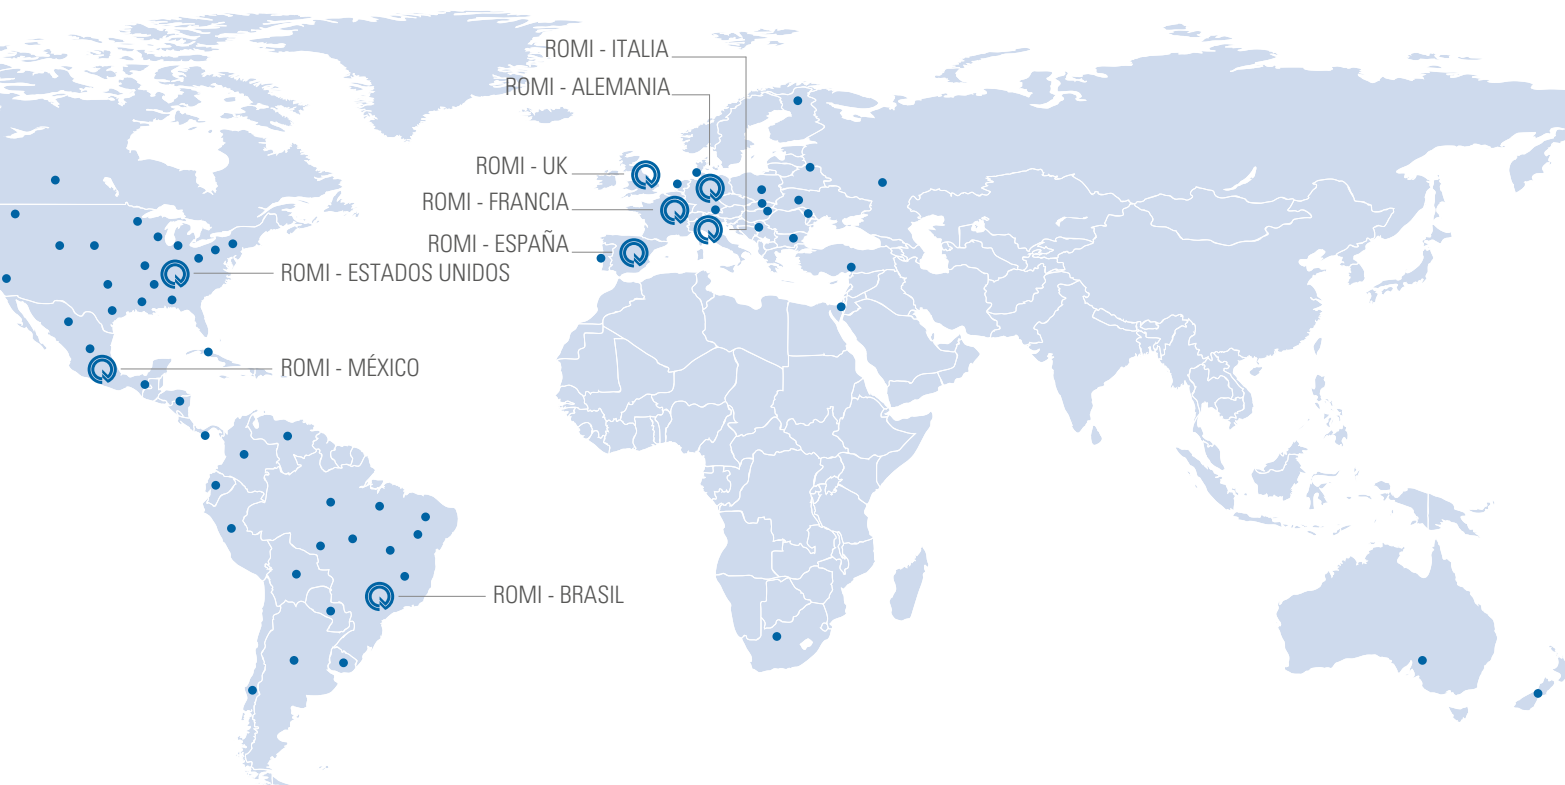 ROMI - ITALIA
ROMI - ALEMANIA
ROMI - UK
ROMI - FRANCIA
ROMI - ESPAÑA
ROMI - ESTADOS UNIDOS
ROMI - MÉXICO
ROMI - BRASIL